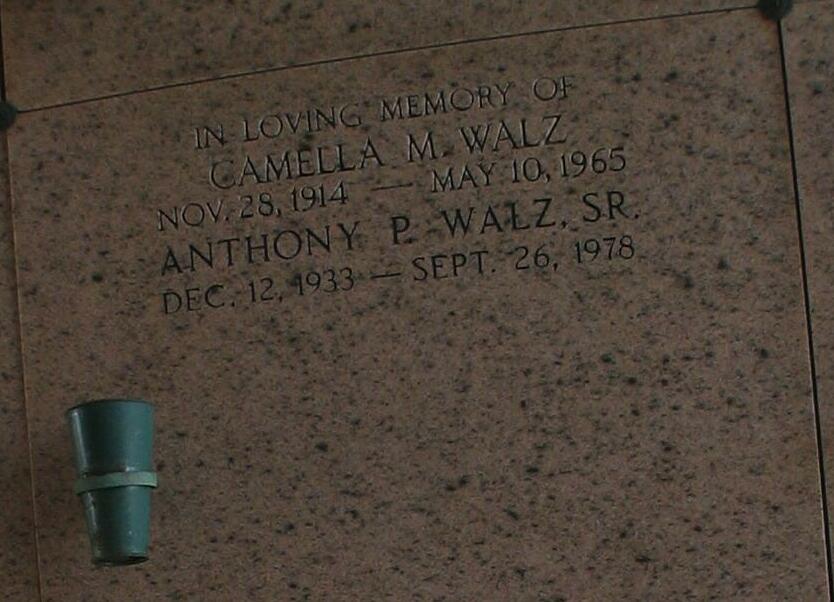 IN LOVING MEMORY OF
CAMELLA M. WALZ
NOV. 28, 1914 — MAY 10, 1965
ANTHONY P. WALZ, SR.
DEC. 12, 1933 — SEPT. 26, 1978